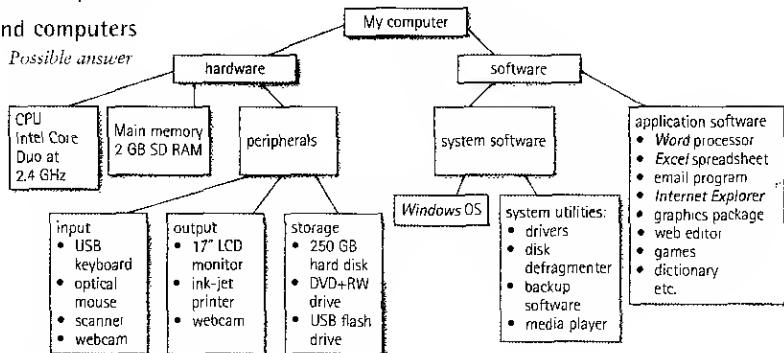 My computer
nd computers
Possible answer
hardware
software
CPU
Intel Core
Duo at
2.4 GHz
Main memory
2 GB SD RAM
peripherals
system software
application software
• Word processor
• Excel spreadsheet
• email program
• Internet Explorer
• graphics package
• web editor
• games
• dictionary
etc.
Windows OS
system utilities:
• drivers
• disk
defragmenter
• backup
software
• media player
input
• USB
keyboard
• optical
mouse
• scanner
• webcam
output
• 17" LCD
monitor
• ink-jet
printer
• webcam
storage
• 250 GB
hard disk
• DVD+RW
drive
• USB flash
drive